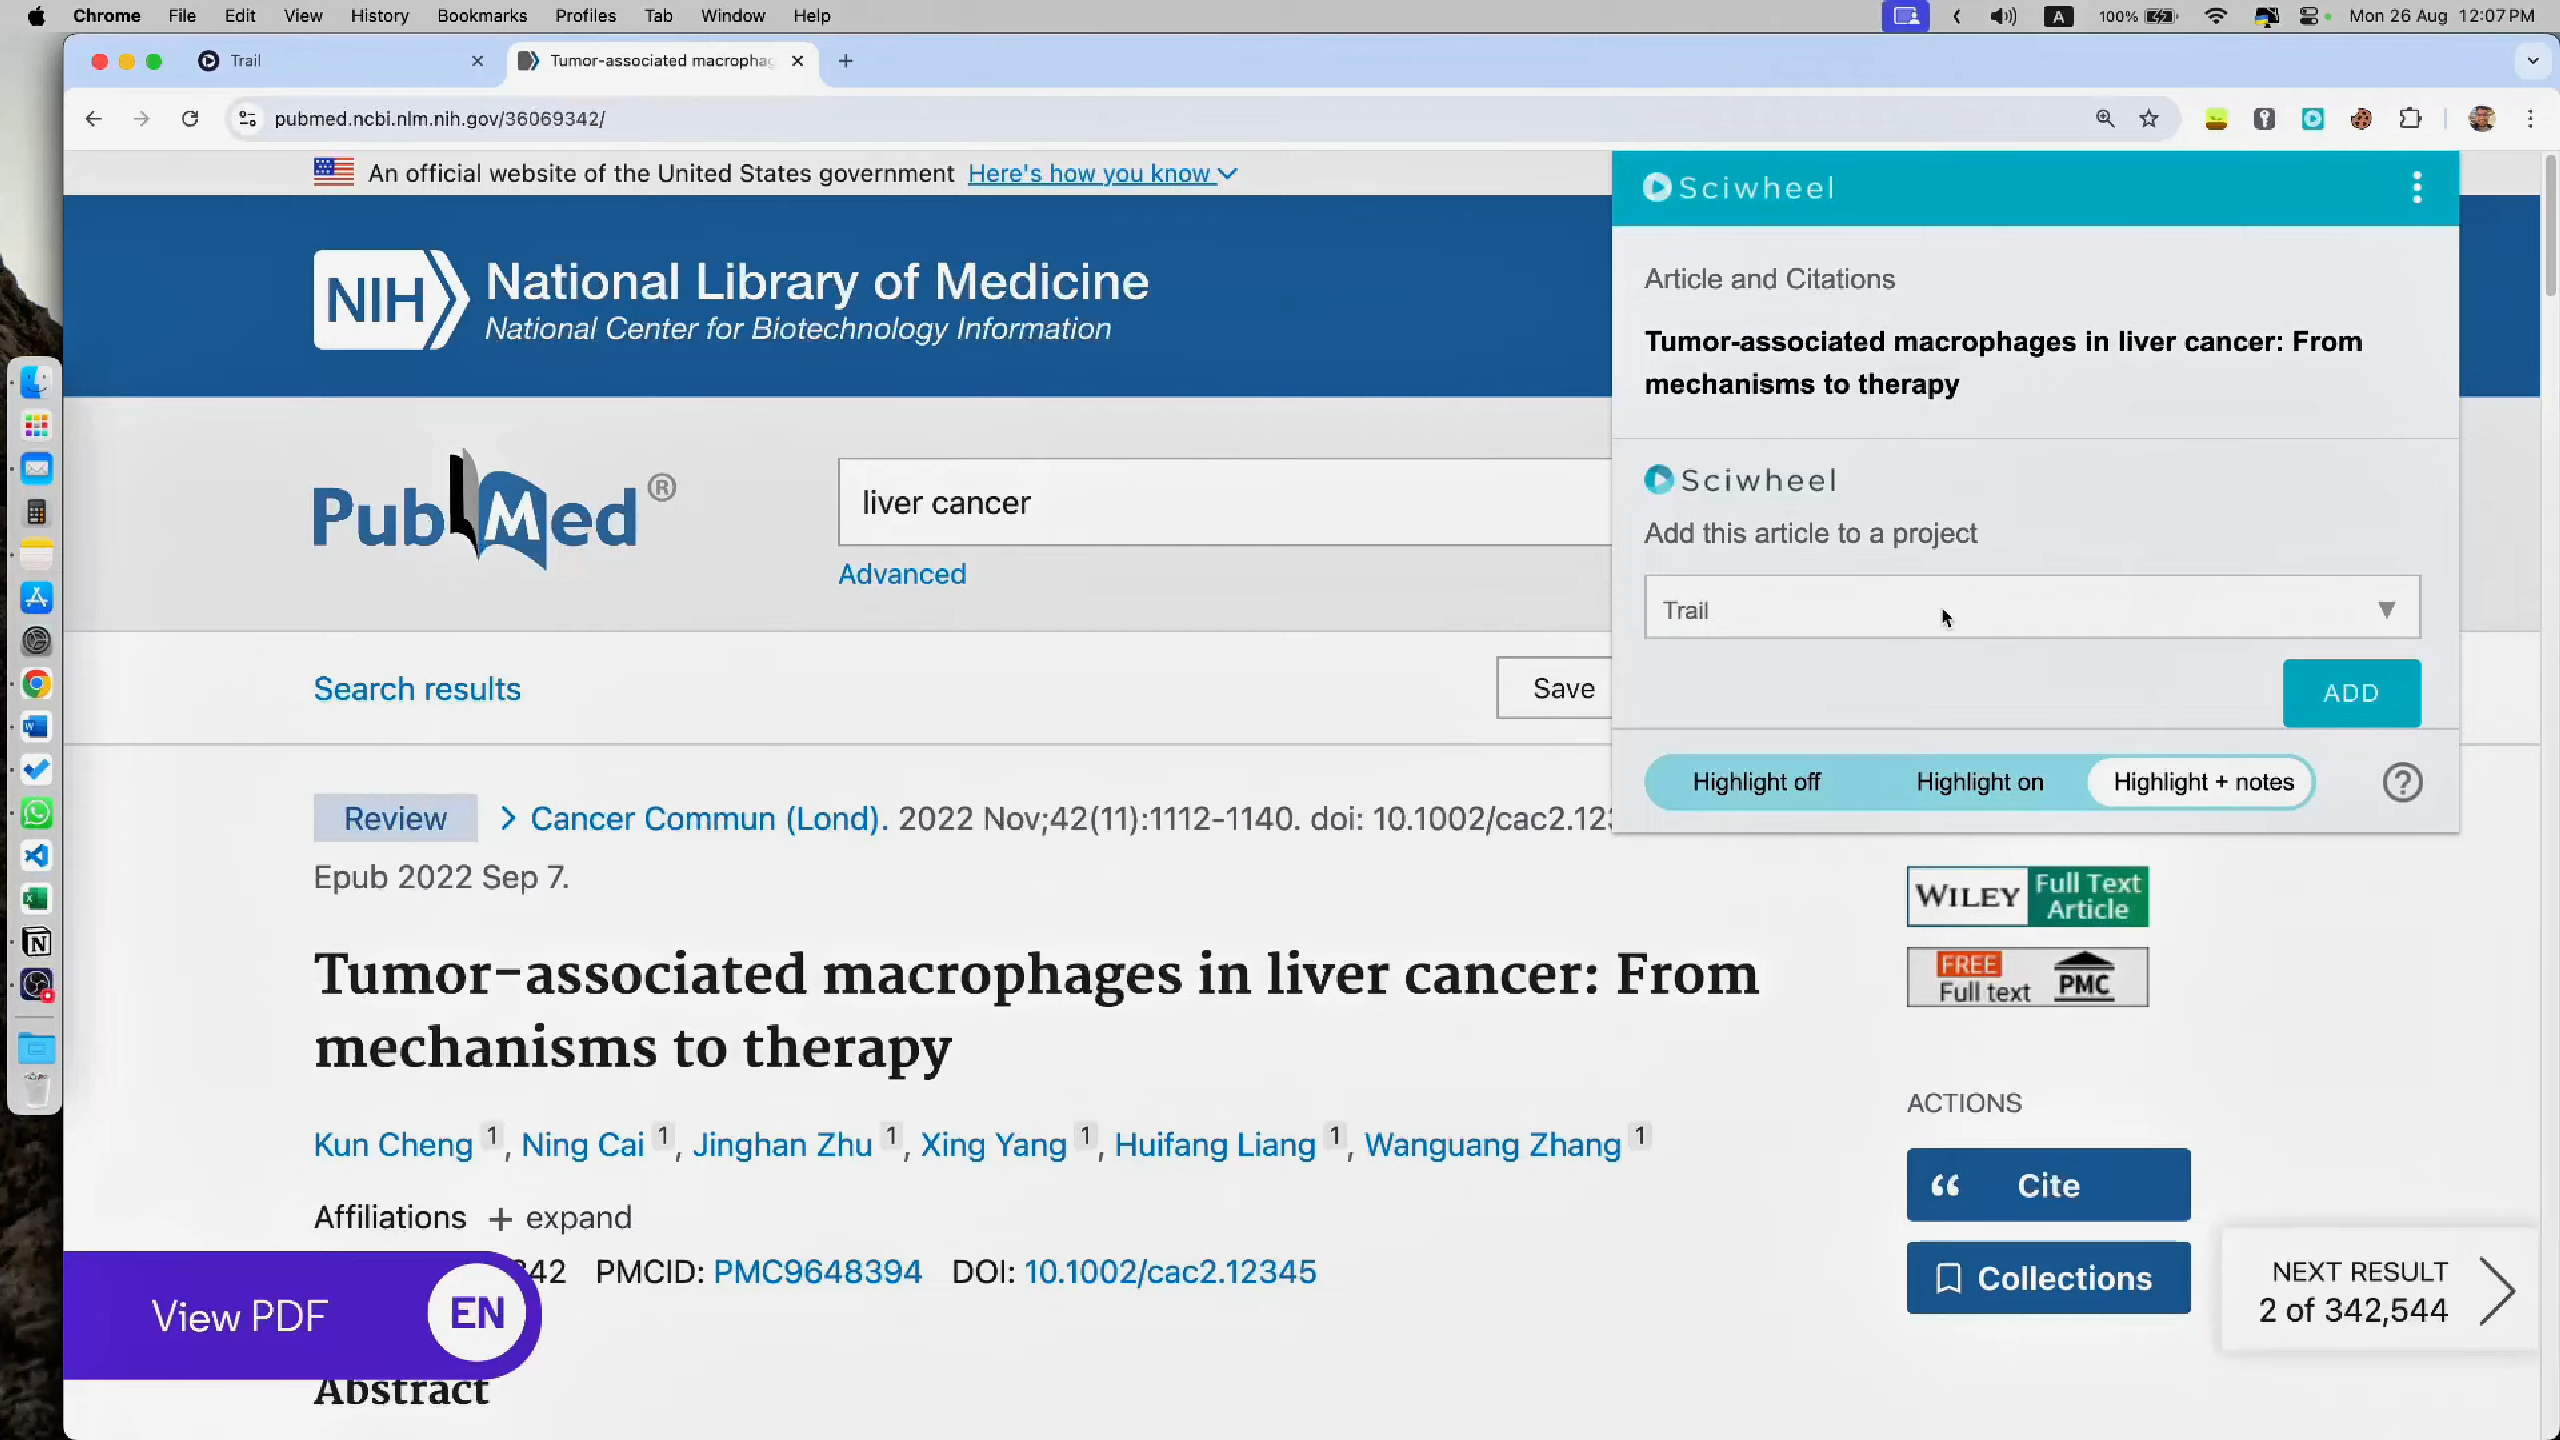 Chrome File Edit View History Bookmarks Profiles Tab Window Help
A 100% Mon 26 Aug 12:07 PM
Trail
Tumor-associated macrophag
pubmed.ncbi.nlm.nih.gov/36069342/
An official website of the United States government Here's how you know
NIH National Library of Medicine
National Center for Biotechnology Information
PubMed®
liver cancer
Advanced
Search results
Save
Review
Cancer Commun (Lond). 2022 Nov;42(11):1112-1140. doi: 10.1002/cac2.123
Epub 2022 Sep 7.
Tumor-associated macrophages in liver cancer: From
mechanisms to therapy
Kun Cheng 1, Ning Cai 1, Jinghan Zhu 1, Xing Yang 1, Huifang Liang 1, Wanguang Zhang 1
Affiliations + expand
42 PMCID: PMC9648394 DOI: 10.1002/cac2.12345
View PDF EN
Abstract
Sciwheel
Article and Citations
Tumor-associated macrophages in liver cancer: From
mechanisms to therapy
Sciwheel
Add this article to a project
Trail
ADD
Highlight off Highlight on Highlight + notes ?
WILEY Full Text
Article
FREE
Full text PMC
ACTIONS
Cite
Collections
NEXT RESULT
2 of 342,544